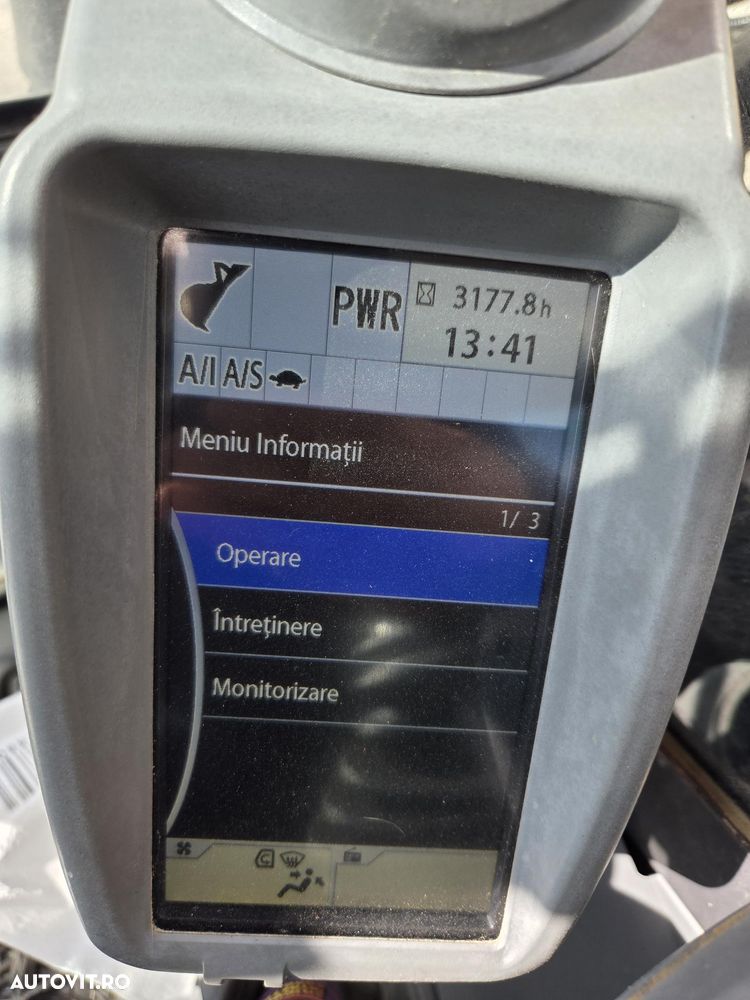 PWR
3177.8h
13:41
A/I A/S
Meniu Informații
1/ 3
Operare
Întreținere
Monitorizare
AUTOVIT.RO